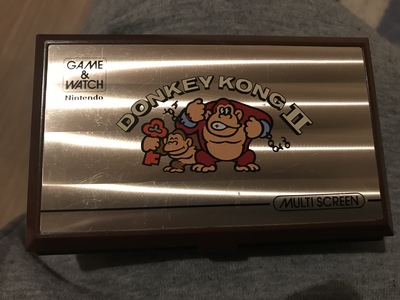 GAME
&
WATCH
Nintendo
DONKEY KONG II
MULTI SCREEN